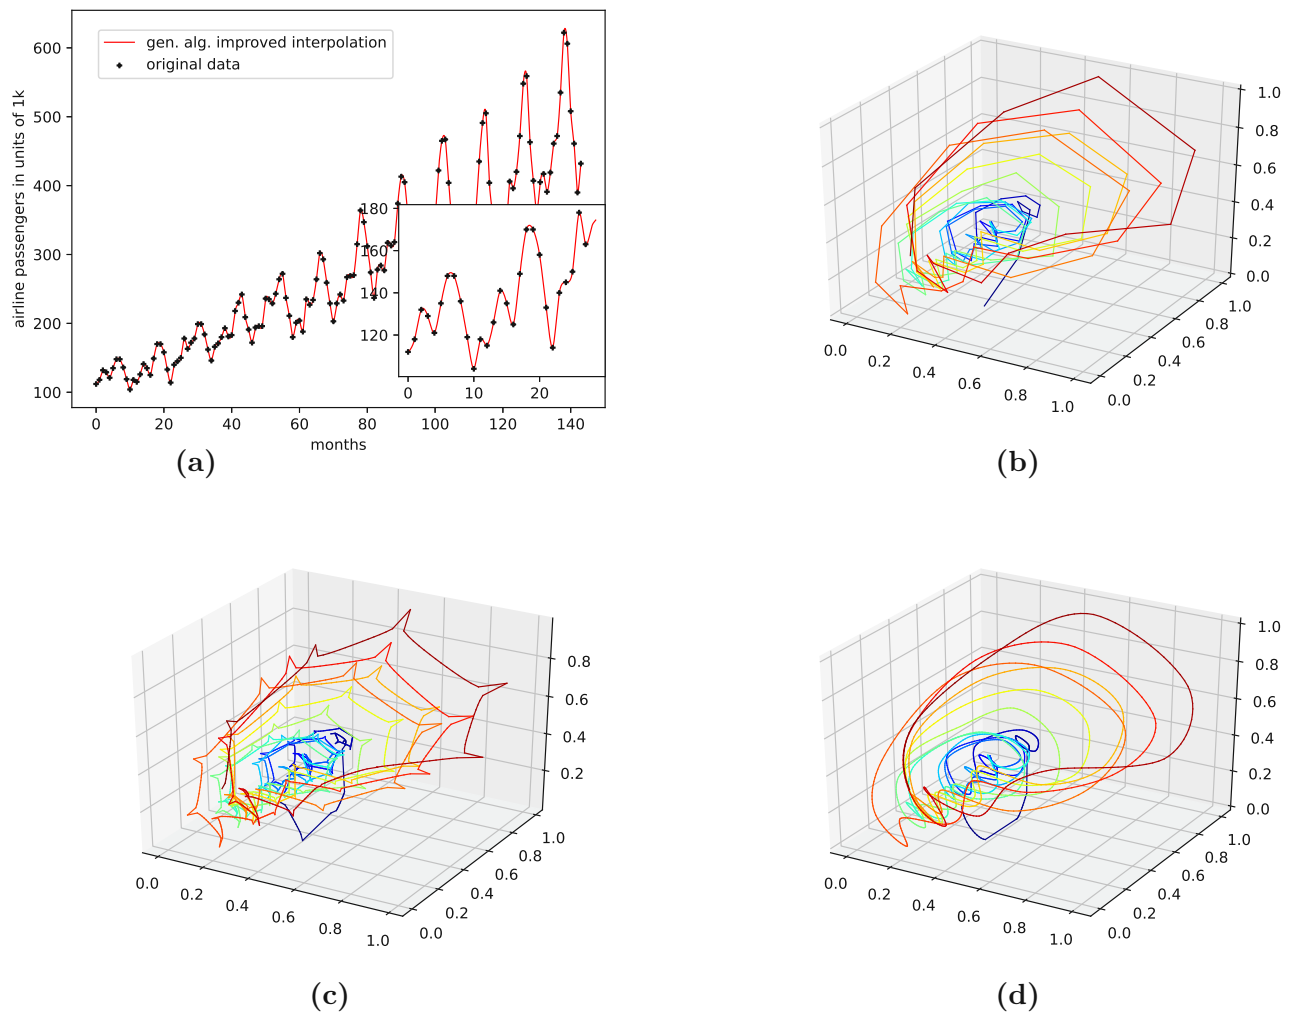 600
500
400
300
200
100
airline passengers in units of 1k
gen. alg. improved interpolation
original data
180
160
140
120
0 10 20
0 20 40 60 80 100 120 140
months
(a)
1.0
0.8
0.6
0.4
0.2
0.0
0.0 0.2 0.4 0.6 0.8 1.0
0.0 0.2 0.4 0.6 0.8 1.0
(b)
0.8
0.6
0.4
0.2
0.0 0.2 0.4 0.6 0.8 1.0
0.0 0.2 0.4 0.6 0.8 1.0
(c)
1.0
0.8
0.6
0.4
0.2
0.0
0.0 0.2 0.4 0.6 0.8 1.0
0.0 0.2 0.4 0.6 0.8 1.0
(d)